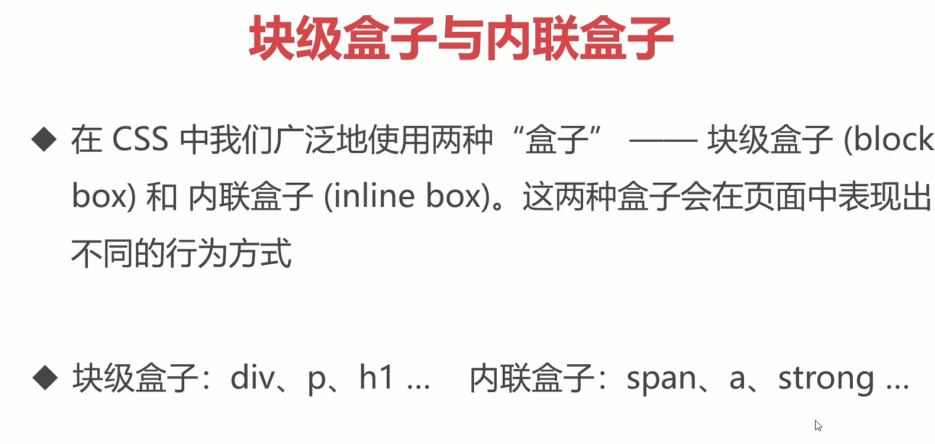 块级盒子与内联盒子
◆ 在 CSS 中我们广泛地使用两种“盒子” —— 块级盒子 (block
box) 和 内联盒子 (inline box)。这两种盒子会在页面中表现出
不同的行为方式
◆ 块级盒子：div、p、h1 ... 内联盒子：span、a、strong ...